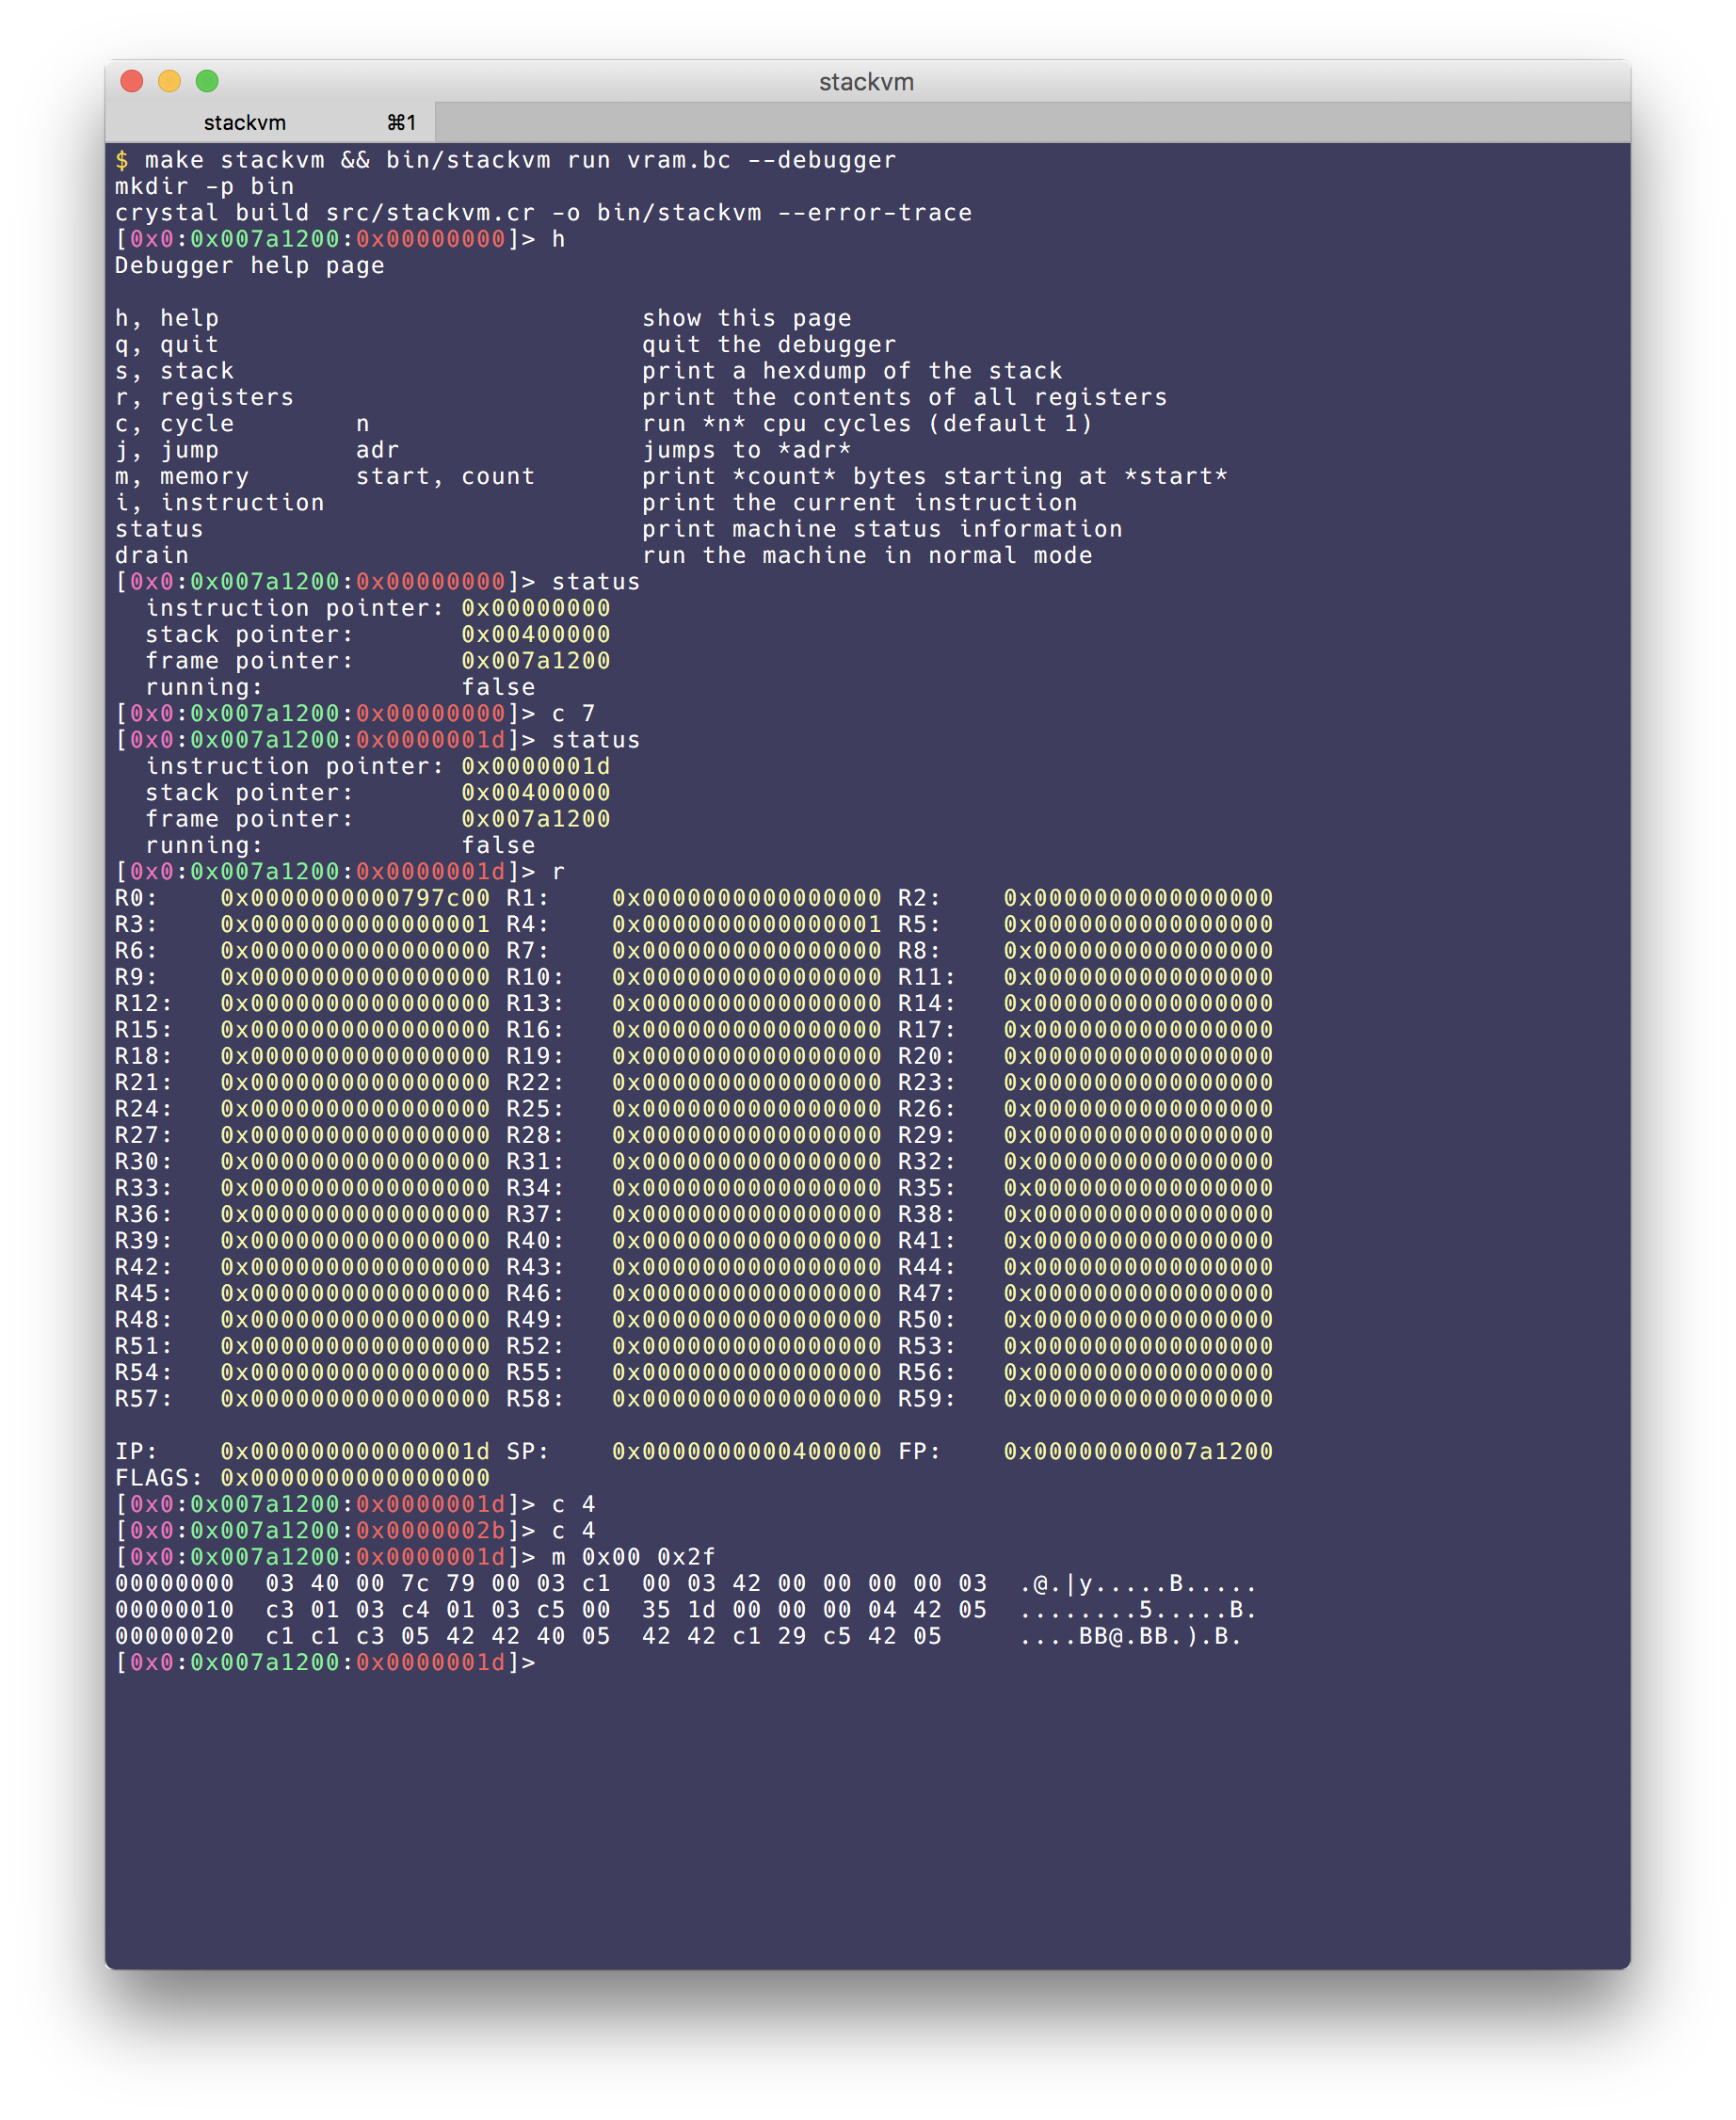 stackvm
stackvm ⌘1
$ make stackvm && bin/stackvm run vram.bc --debugger
mkdir -p bin
crystal build src/stackvm.cr -o bin/stackvm --error-trace
[0x0:0x007a1200:0x00000000]> h
Debugger help page

h, help                            show this page
q, quit                            quit the debugger
s, stack                           print a hexdump of the stack
r, registers                       print the contents of all registers
c, cycle        n                  run *n* cpu cycles (default 1)
j, jump         adr                jumps to *adr*
m, memory       start, count       print *count* bytes starting at *start*
i, instruction                     print the current instruction
status                             print machine status information
drain                              run the machine in normal mode
[0x0:0x007a1200:0x00000000]> status
  instruction pointer: 0x00000000
  stack pointer:       0x00400000
  frame pointer:       0x007a1200
  running:             false
[0x0:0x007a1200:0x00000000]> c 7
[0x0:0x007a1200:0x0000001d]> status
  instruction pointer: 0x0000001d
  stack pointer:       0x00400000
  frame pointer:       0x007a1200
  running:             false
[0x0:0x007a1200:0x0000001d]> r
R0:    0x0000000000797c00 R1:    0x0000000000000000 R2:    0x0000000000000000
R3:    0x0000000000000001 R4:    0x0000000000000001 R5:    0x0000000000000000
R6:    0x0000000000000000 R7:    0x0000000000000000 R8:    0x0000000000000000
R9:    0x0000000000000000 R10:   0x0000000000000000 R11:   0x0000000000000000
R12:   0x0000000000000000 R13:   0x0000000000000000 R14:   0x0000000000000000
R15:   0x0000000000000000 R16:   0x0000000000000000 R17:   0x0000000000000000
R18:   0x0000000000000000 R19:   0x0000000000000000 R20:   0x0000000000000000
R21:   0x0000000000000000 R22:   0x0000000000000000 R23:   0x0000000000000000
R24:   0x0000000000000000 R25:   0x0000000000000000 R26:   0x0000000000000000
R27:   0x0000000000000000 R28:   0x0000000000000000 R29:   0x0000000000000000
R30:   0x0000000000000000 R31:   0x0000000000000000 R32:   0x0000000000000000
R33:   0x0000000000000000 R34:   0x0000000000000000 R35:   0x0000000000000000
R36:   0x0000000000000000 R37:   0x0000000000000000 R38:   0x0000000000000000
R39:   0x0000000000000000 R40:   0x0000000000000000 R41:   0x0000000000000000
R42:   0x0000000000000000 R43:   0x0000000000000000 R44:   0x0000000000000000
R45:   0x0000000000000000 R46:   0x0000000000000000 R47:   0x0000000000000000
R48:   0x0000000000000000 R49:   0x0000000000000000 R50:   0x0000000000000000
R51:   0x0000000000000000 R52:   0x0000000000000000 R53:   0x0000000000000000
R54:   0x0000000000000000 R55:   0x0000000000000000 R56:   0x0000000000000000
R57:   0x0000000000000000 R58:   0x0000000000000000 R59:   0x0000000000000000

IP:    0x000000000000001d SP:    0x0000000000400000 FP:    0x00000000007a1200
FLAGS: 0x0000000000000000
[0x0:0x007a1200:0x0000001d]> c 4
[0x0:0x007a1200:0x0000002b]> c 4
[0x0:0x007a1200:0x0000001d]> m 0x00 0x2f
00000000  03 40 00 7c 79 00 03 c1  00 03 42 00 00 00 00 03  .@.|y.....B.....
00000010  c3 01 03 c4 01 03 c5 00  35 1d 00 00 00 04 42 05  ........5.....B.
00000020  c1 c1 c3 05 42 42 40 05  42 42 c1 29 c5 42 05     ....BB@.BB.).B.
[0x0:0x007a1200:0x0000001d]>